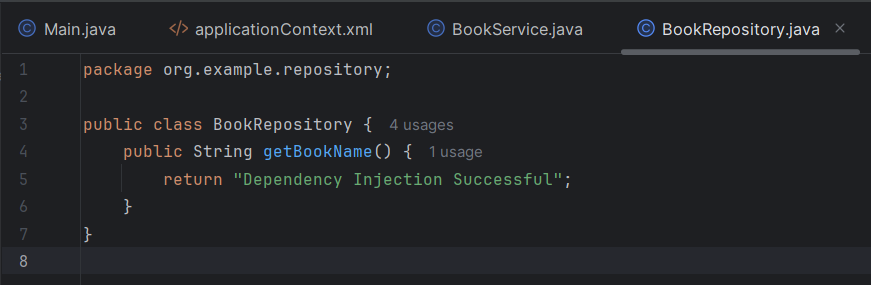 Main.java </> applicationContext.xml BookService.java BookRepository.java ×
1 package org.example.repository;
2
3 public class BookRepository { 4 usages
4     public String getBookName() { 1 usage
5         return "Dependency Injection Successful";
6     }
7 }
8